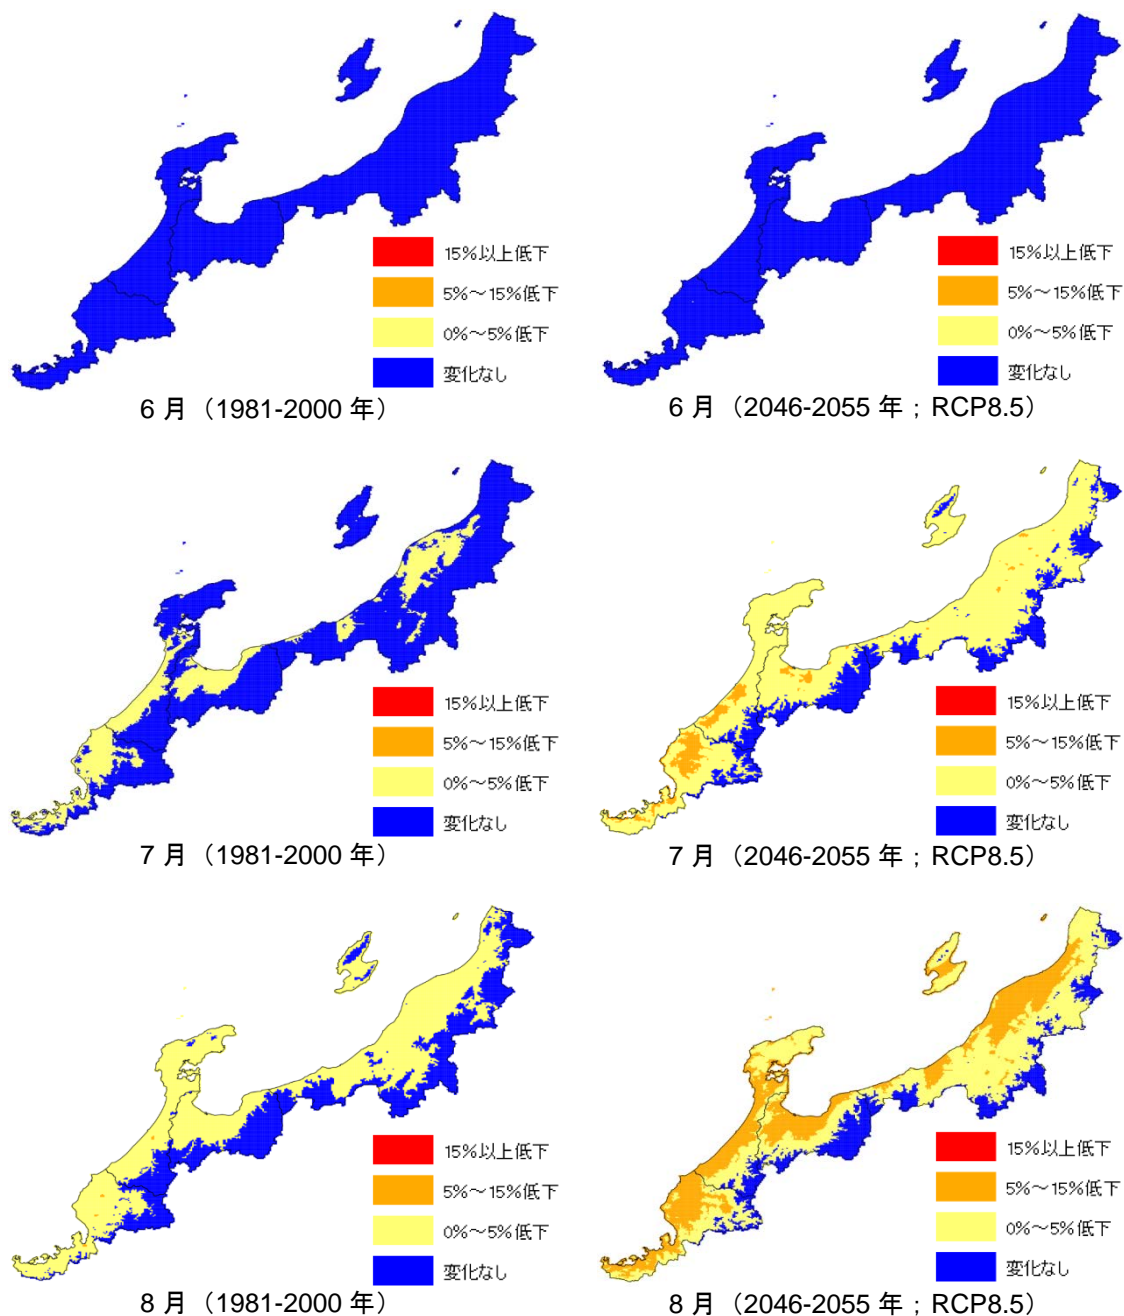 15%以上低下
5%～15%低下
0%～5%低下
変化なし
6 月（1981-2000 年）
15%以上低下
5%～15%低下
0%～5%低下
変化なし
6 月（2046-2055 年；RCP8.5）
15%以上低下
5%～15%低下
0%～5%低下
変化なし
7 月（1981-2000 年）
15%以上低下
5%～15%低下
0%～5%低下
変化なし
7 月（2046-2055 年；RCP8.5）
15%以上低下
5%～15%低下
0%～5%低下
変化なし
8 月（1981-2000 年）
15%以上低下
5%～15%低下
0%～5%低下
変化なし
8 月（2046-2055 年；RCP8.5）